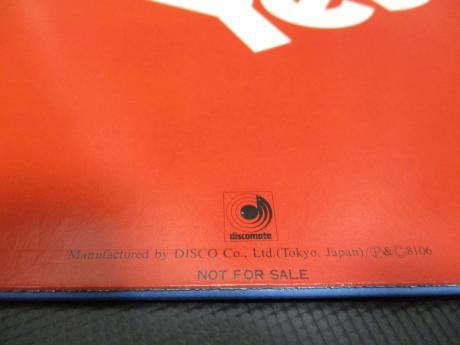 discomate
Manufactured by DISCO Co., Ltd.(Tokyo, Japan)/Ⓟ&Ⓒ8106
NOT FOR SALE